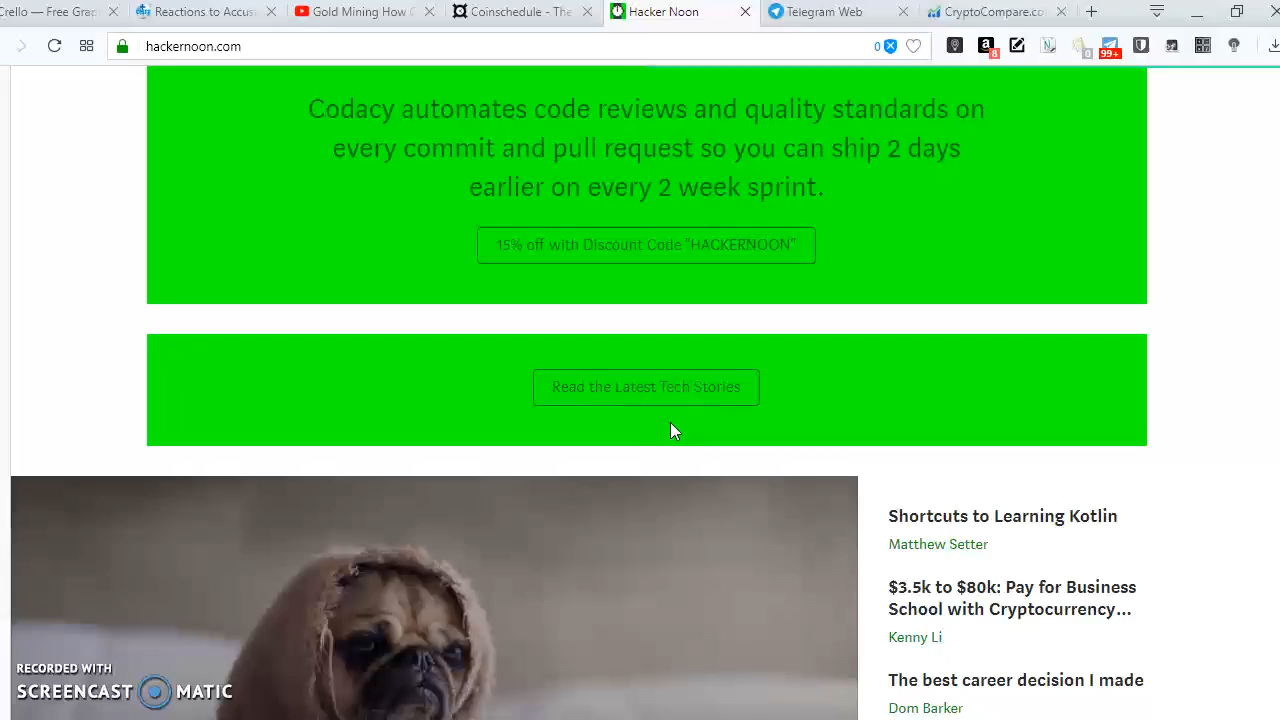 Crello — Free Grap
Reactions to Accus
Gold Mining How C
Coinschedule - The
Hacker Noon
Telegram Web
CryptoCompare.co
hackernoon.com
0
8
0
99+
Codacy automates code reviews and quality standards on
every commit and pull request so you can ship 2 days
earlier on every 2 week sprint.
15% off with Discount Code "HACKERNOON"
Read the Latest Tech Stories
Shortcuts to Learning Kotlin
Matthew Setter
$3.5k to $80k: Pay for Business
School with Cryptocurrency...
Kenny Li
The best career decision I made
Dom Barker
RECORDED WITH
SCREENCAST MATIC